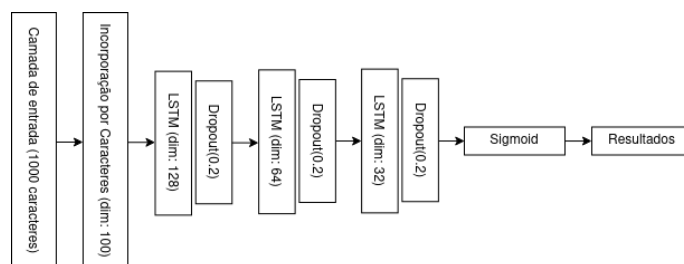 Camada de entrada (1000 caracteres)
Incorporação por Caracteres (dim: 100)
LSTM (dim: 128)
Dropout(0.2)
LSTM (dim: 64)
Dropout(0.2)
LSTM (dim: 32)
Dropout(0.2)
Sigmoid
Resultados